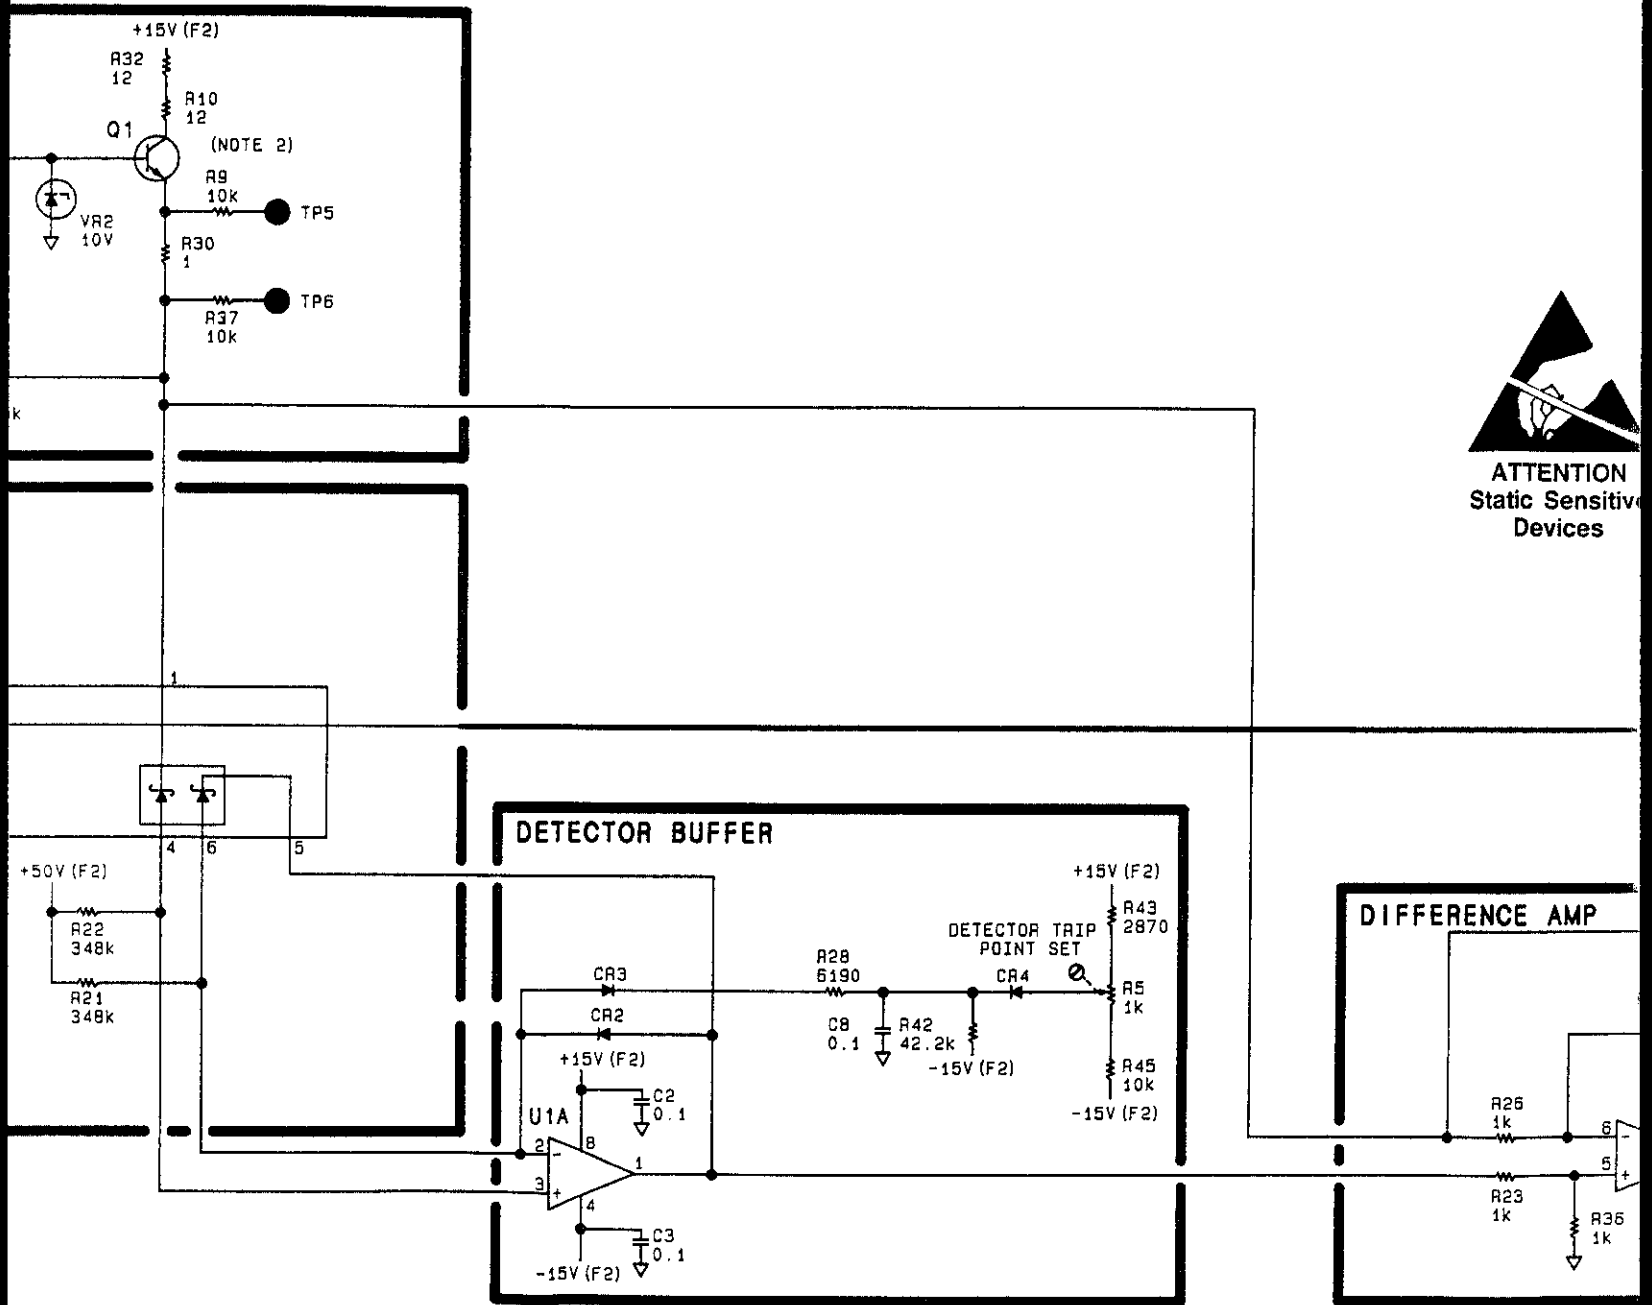 +15V(F2)
R32
12
R10
12
Q1
(NOTE 2)
R9
10k
TP5
VR2
10V
R30
1
TP6
R37
10k
k
ATTENTION
Static Sensitive
Devices
1
4
6
5
+50V(F2)
R22
348k
R21
348k
DETECTOR BUFFER
+15V(F2)
R43
2870
DETECTOR TRIP
POINT SET
CR3
R28
5190
CR4
R5
1k
CR2
C8
0.1
R42
42.2k
+15V(F2)
-15V(F2)
R45
10k
-15V(F2)
C2
0.1
U1A
2
-
8
1
3
+
4
C3
0.1
-15V(F2)
DIFFERENCE AMP
R26
1k
6
-
5
+
R23
1k
R36
1k